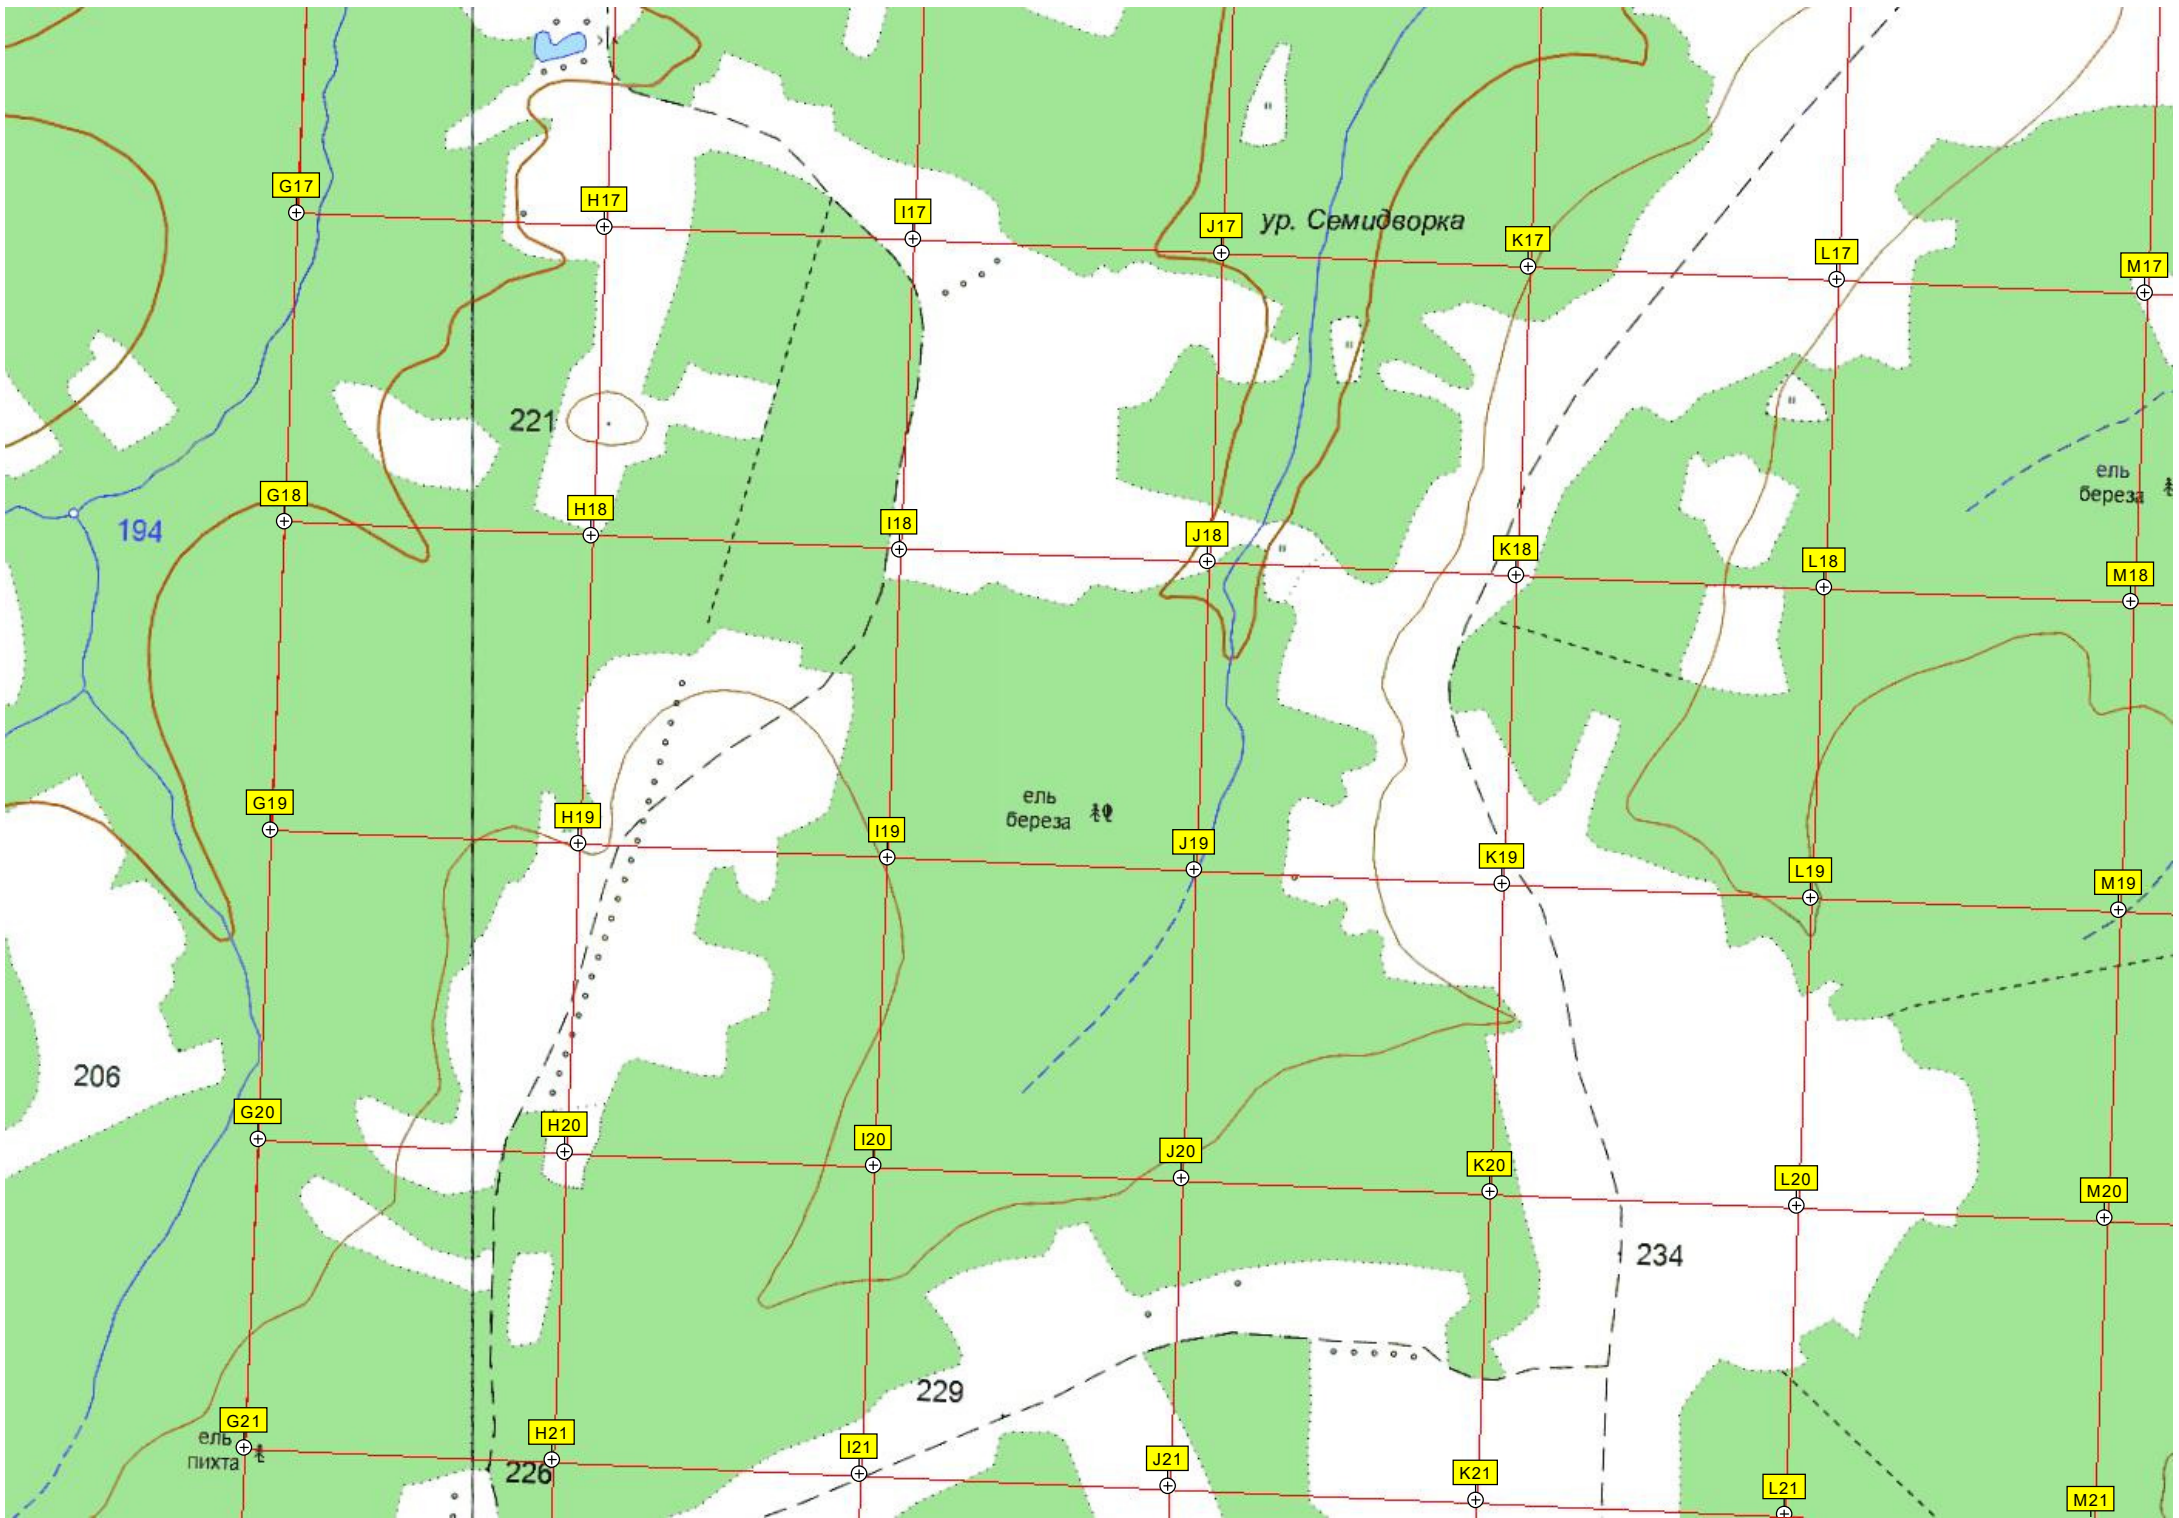 G17
H17
I17
J17
ур. Семидворка
K17
L17
M17
221
ель
береза
G18
194
H18
I18
J18
K18
L18
M18
ель
береза
G19
H19
I19
J19
K19
L19
M19
206
G20
H20
I20
J20
K20
L20
M20
234
229
G21
ель
пихта
H21
226
I21
J21
K21
L21
M21